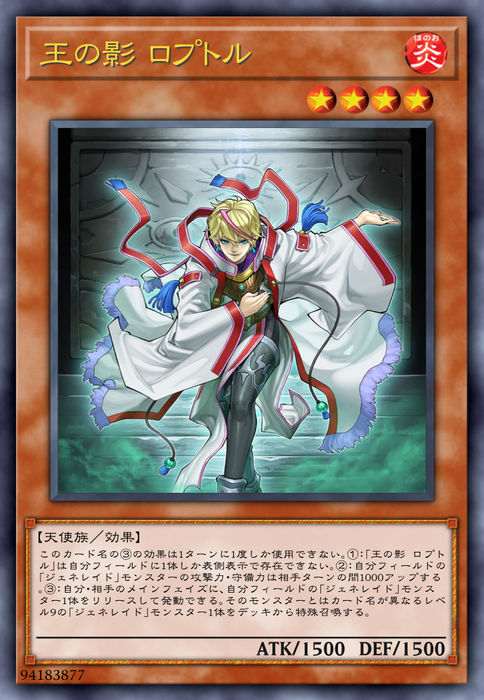 王の影 ロプトル
ほのお
炎
【天使族／効果】
このカード名の③の効果は1ターンに1度しか使用できない。①：「王の影 ロプト
ル」は自分フィールドに1体しか表側表示で存在できない。②：自分フィールドの
「ジェネレイド」モンスターの攻撃力・守備力は相手ターンの間1000アップする
。③：自分・相手のメインフェイズに、自分フィールドの「ジェネレイド」モンス
ター1体をリリースして発動できる。そのモンスターとはカード名が異なるレベ
ル9の「ジェネレイド」モンスター1体をデッキから特殊召喚する。
ATK/1500 DEF/1500
94183877